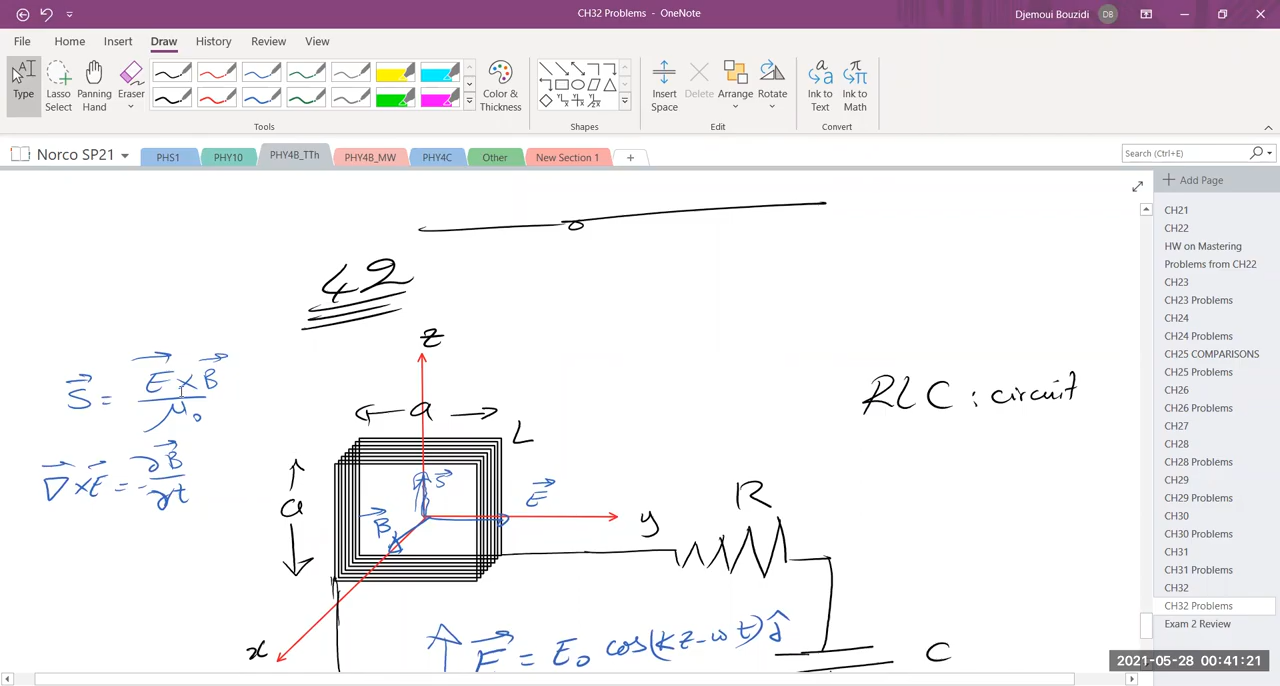 CH32 Problems - OneNote
Djemoui Bouzidi DB
File Home Insert Draw History Review View
Type Lasso Select Panning Hand Eraser Color & Thickness Insert Space Delete Arrange Rotate Ink to Text Ink to Math
Tools Shapes Edit Convert
Norco SP21 PHS1 PHY10 PHY4B_TTh PHY4B_MW PHY4C Other New Section 1 +
Search (Ctrl+E)
Add Page
CH21
CH22
HW on Mastering
Problems from CH22
CH23
CH23 Problems
CH24
CH24 Problems
CH25 COMPARISONS
CH25 Problems
CH26
CH26 Problems
CH27
CH28
CH28 Problems
CH29
CH29 Problems
CH30
CH30 Problems
CH31
CH31 Problems
CH32
CH32 Problems
Exam 2 Review
42
z
S⃗ = E⃗ × B⃗ / μ₀
∇⃗ × E⃗ = -∂B⃗/∂t
a
L
RLC : circuit
a
S⃗
E⃗
B⃗
y
R
x
E⃗ = E₀ cos(kz-ωt) ĵ
C
2021-05-28 00:41:21